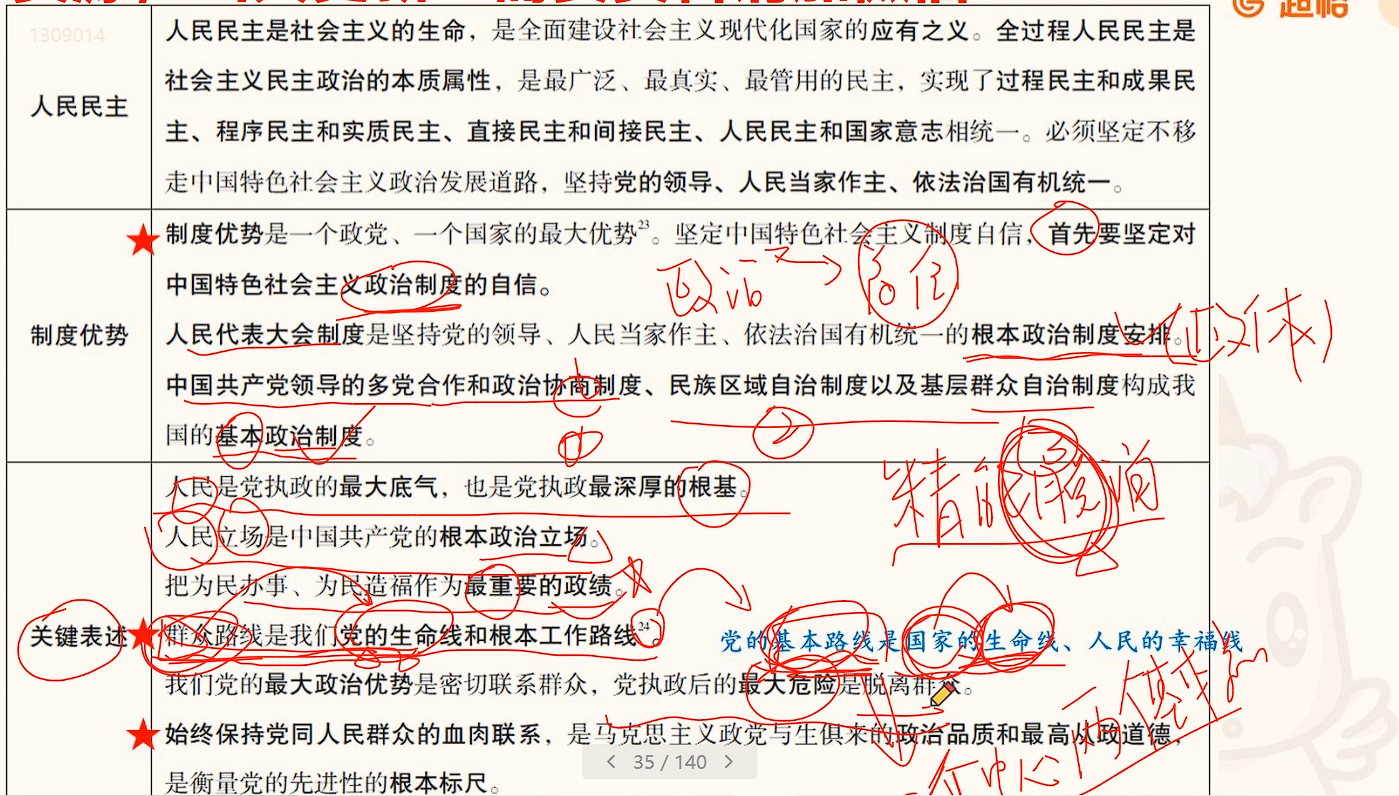 超格
1309014
人民民主是社会主义的生命，是全面建设社会主义现代化国家的应有之义。全过程人民民主是
社会主义民主政治的本质属性，是最广泛、最真实、最管用的民主，实现了过程民主和成果民
人民民主
主、程序民主和实质民主、直接民主和间接民主、人民民主和国家意志相统一。必须坚定不移
走中国特色社会主义政治发展道路，坚持党的领导、人民当家作主、依法治国有机统一。
制度优势是一个政党、一个国家的最大优势23。坚定中国特色社会主义制度自信，首先要坚定对
中国特色社会主义政治制度的自信。
政治 → 自信
制度优势
人民代表大会制度是坚持党的领导、人民当家作主、依法治国有机统一的根本政治制度安排。
(政体)
中国共产党领导的多党合作和政治协商制度、民族区域自治制度以及基层群众自治制度构成我
国的基本政治制度。
① ②
人民是党执政的最大底气，也是党执政最深厚的根基。
人民立场是中国共产党的根本政治立场。
把为民办事、为民造福作为最重要的政绩。
关键表述
群众路线是我们党的生命线和根本工作路线24。
党的基本路线是国家的生命线、人民的幸福线
我们党的最大政治优势是密切联系群众，党执政后的最大危险是脱离群众。
始终保持党同人民群众的血肉联系，是马克思主义政党与生俱来的政治品质和最高从政道德，
是衡量党的先进性的根本标尺。
一个中心两个基本点
35 / 140